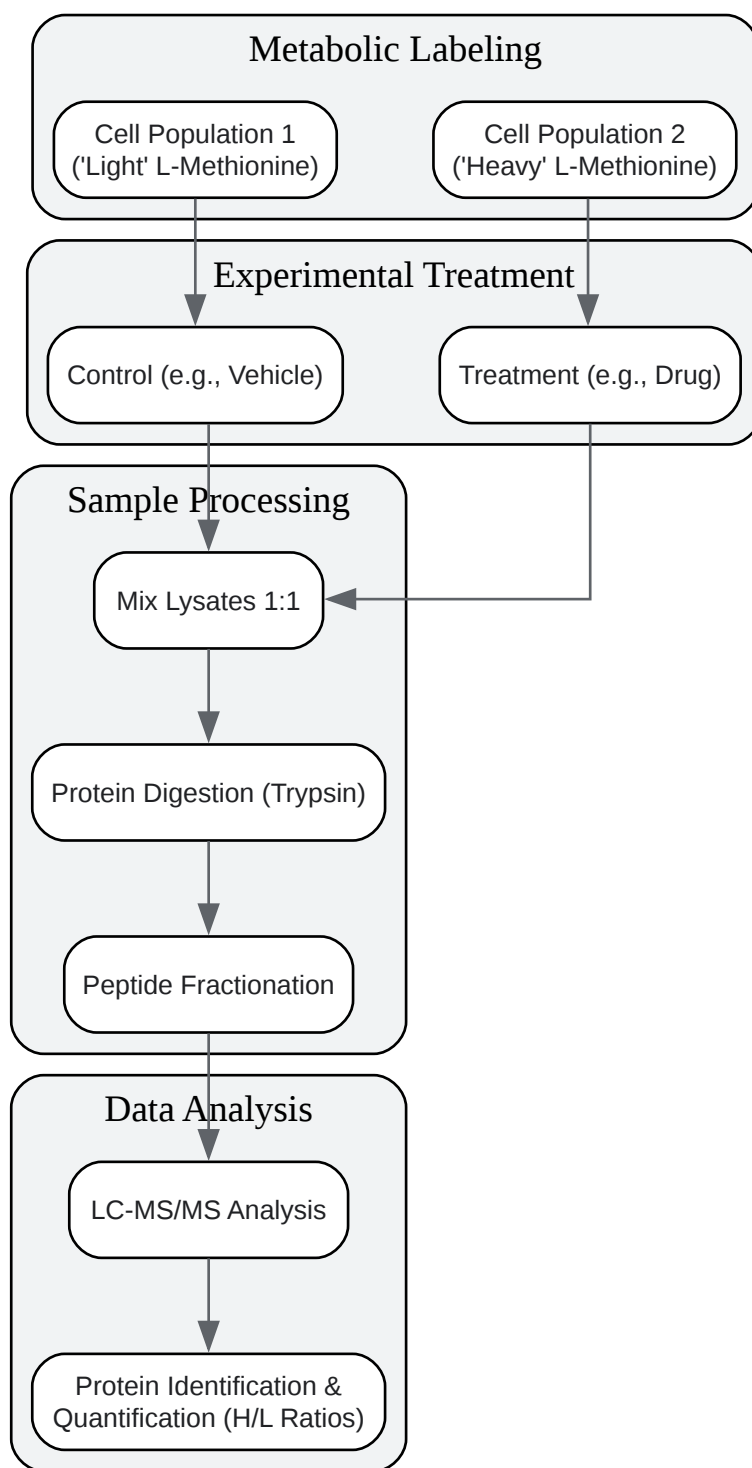 Metabolic Labeling
Cell Population 1
('Light' L-Methionine)
Cell Population 2
('Heavy' L-Methionine)
Experimental Treatment
Control (e.g., Vehicle)
Treatment (e.g., Drug)
Sample Processing
Mix Lysates 1:1
Protein Digestion (Trypsin)
Peptide Fractionation
Data Analysis
LC-MS/MS Analysis
Protein Identification &
Quantification (H/L Ratios)